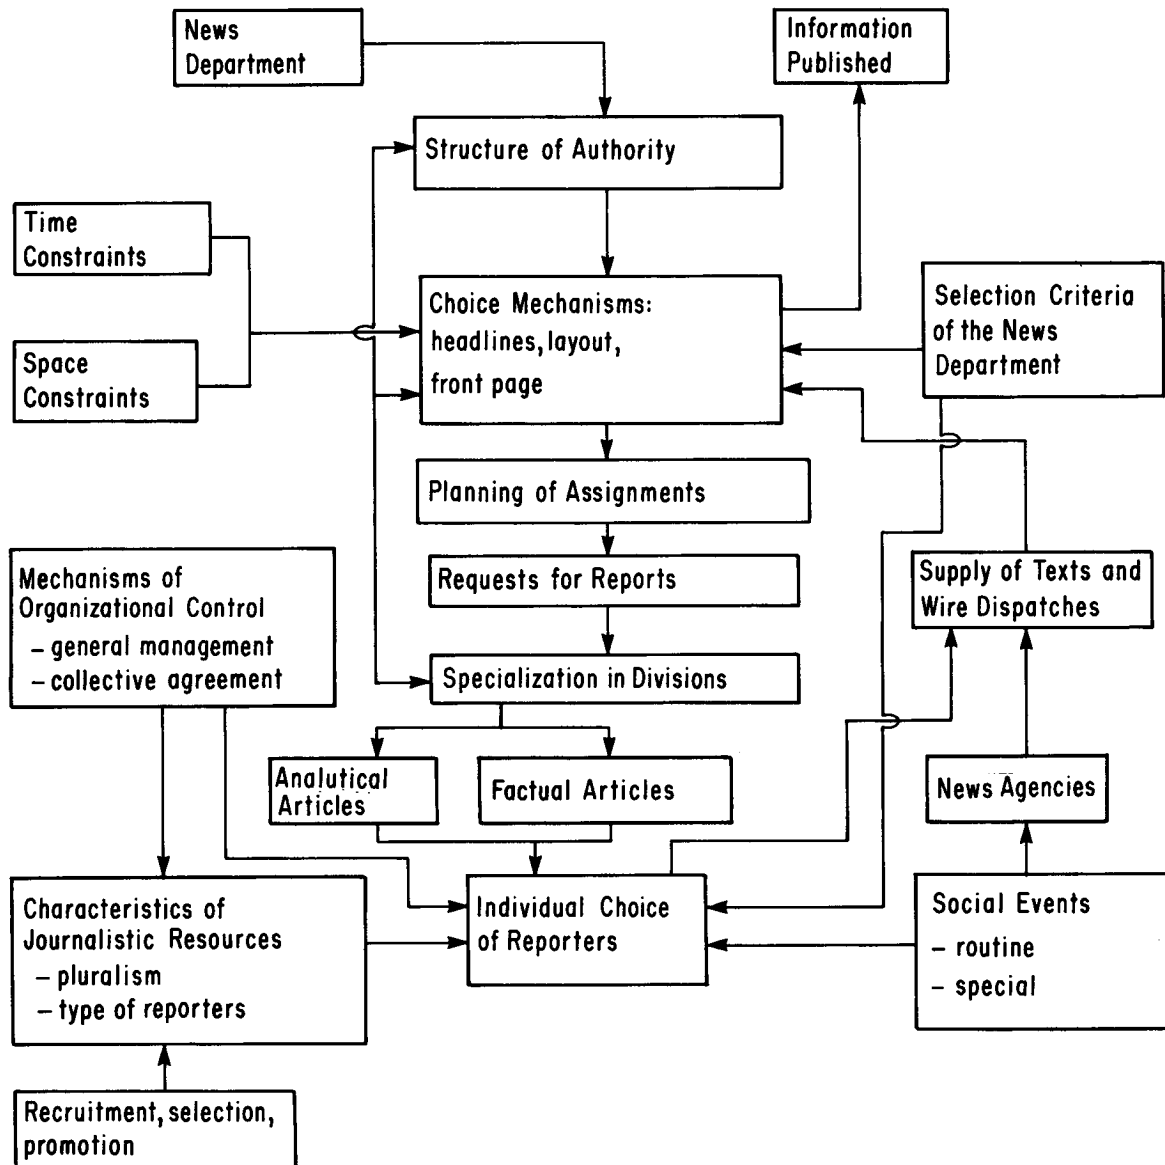 News
Department
Information
Published
Structure of Authority
Time
Constraints
Choice Mechanisms:
headlines, layout,
front page
Selection Criteria
of the News
Department
Space
Constraints
Planning of Assignments
Mechanisms of
Organizational Control
– general management
– collective agreement
Requests for Reports
Supply of Texts and
Wire Dispatches
Specialization in Divisions
Analutical
Articles
Factual Articles
News Agencies
Characteristics of
Journalistic Resources
– pluralism
– type of reporters
Individual Choice
of Reporters
Social Events
– routine
– special
Recruitment, selection,
promotion